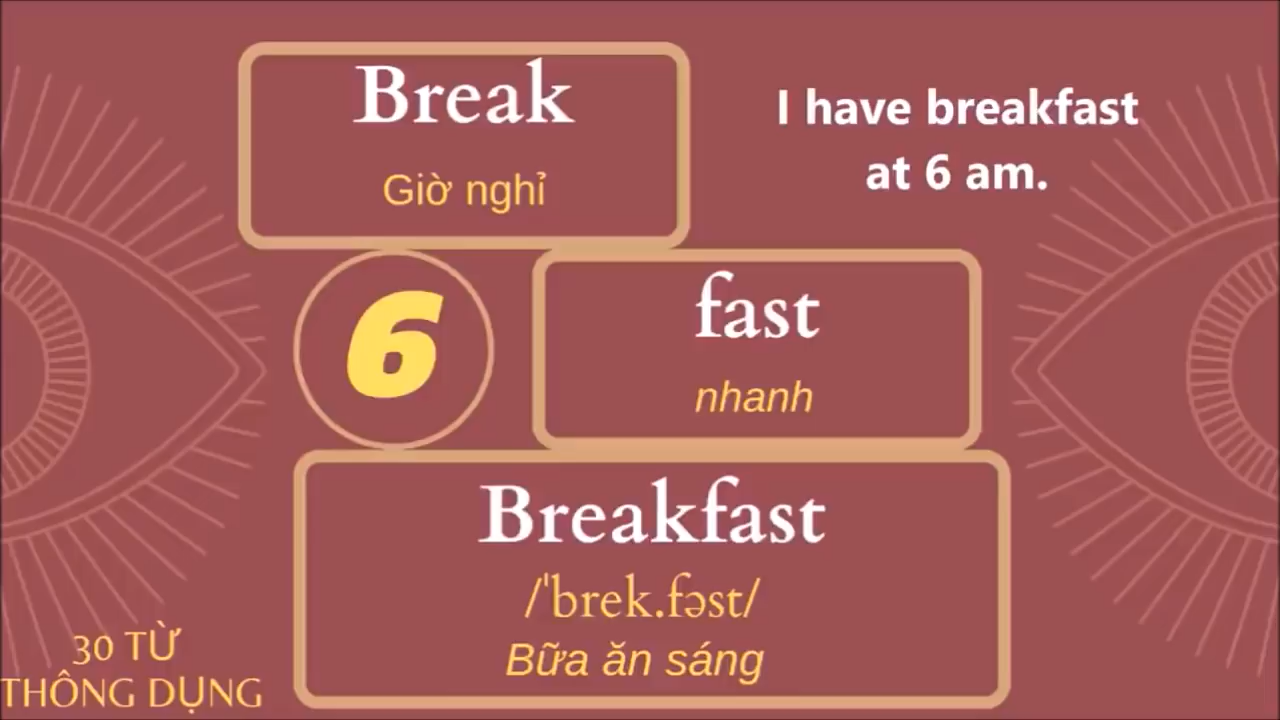 Break
Giờ nghỉ
I have breakfast
at 6 am.
6
fast
nhanh
Breakfast
/ˈbrek.fəst/
Bữa ăn sáng
30 TỪ
THÔNG DỤNG